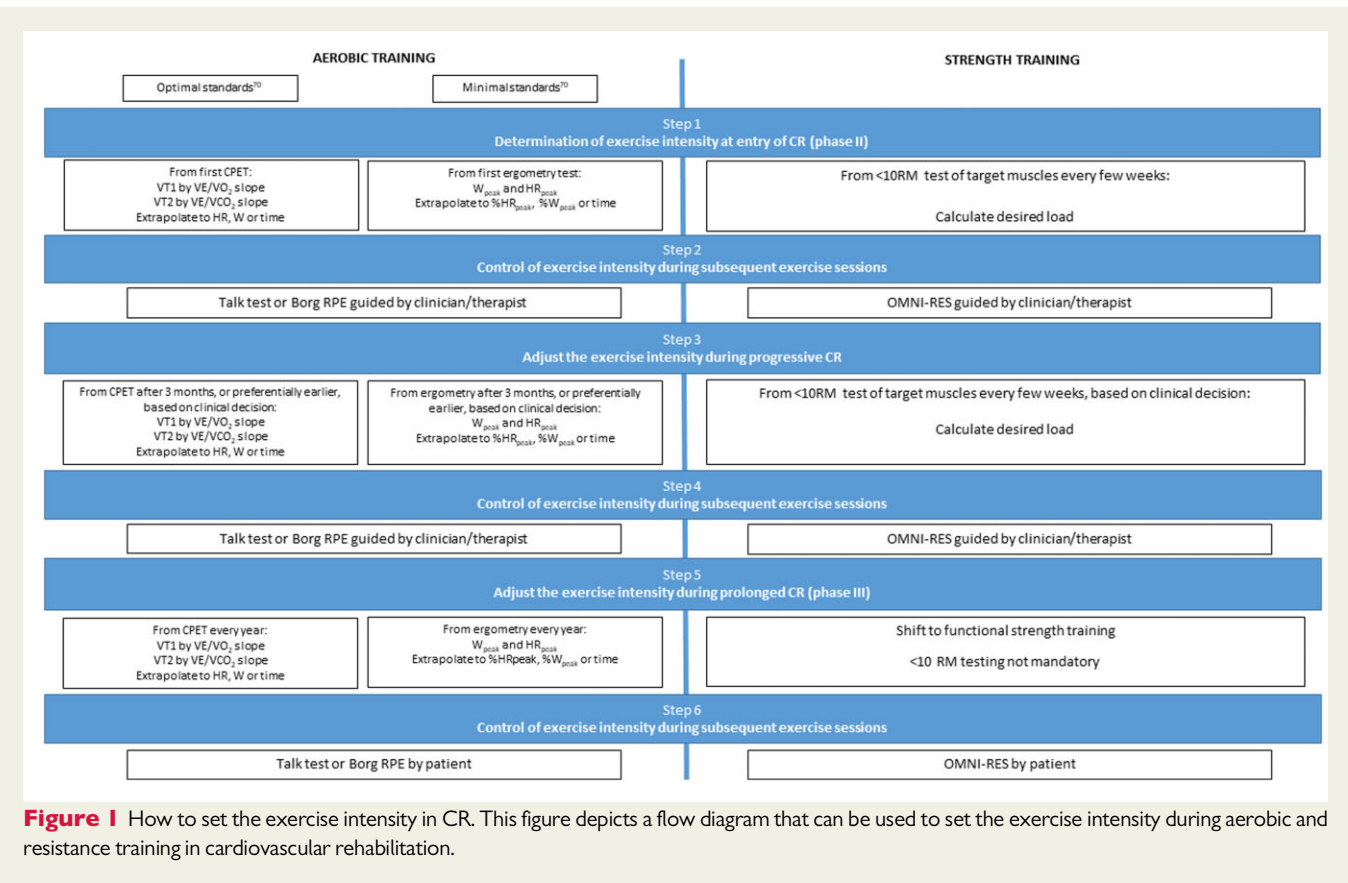 AEROBIC TRAINING
STRENGTH TRAINING
Optimal standards⁷⁰
Minimal standards⁷⁰
Step 1
Determination of exercise intensity at entry of CR (phase II)
From first CPET:
VT1 by VE/VO₂ slope
VT2 by VE/VCO₂ slope
Extrapolate to HR, W or time
From first ergometry test:
Wpeak and HRpeak
Extrapolate to %HRpeak, %Wpeak or time
From <10RM test of target muscles every few weeks:
Calculate desired load
Step 2
Control of exercise intensity during subsequent exercise sessions
Talk test or Borg RPE guided by clinician/therapist
OMNI-RES guided by clinician/therapist
Step 3
Adjust the exercise intensity during progressive CR
From CPET after 3 months, or preferentially earlier,
based on clinical decision:
VT1 by VE/VO₂ slope
VT2 by VE/VCO₂ slope
Extrapolate to HR, W or time
From ergometry after 3 months, or preferentially
earlier, based on clinical decision:
Wpeak and HRpeak
Extrapolate to %HRpeak, %Wpeak or time
From <10RM test of target muscles every few weeks, based on clinical decision:
Calculate desired load
Step 4
Control of exercise intensity during subsequent exercise sessions
Talk test or Borg RPE guided by clinician/therapist
OMNI-RES guided by clinician/therapist
Step 5
Adjust the exercise intensity during prolonged CR (phase III)
From CPET every year:
VT1 by VE/VO₂ slope
VT2 by VE/VCO₂ slope
Extrapolate to HR, W or time
From ergometry every year:
Wpeak and HRpeak
Extrapolate to %HRpeak, %Wpeak or time
Shift to functional strength training
<10 RM testing not mandatory
Step 6
Control of exercise intensity during subsequent exercise sessions
Talk test or Borg RPE by patient
OMNI-RES by patient
Figure 1 How to set the exercise intensity in CR. This figure depicts a flow diagram that can be used to set the exercise intensity during aerobic and
resistance training in cardiovascular rehabilitation.